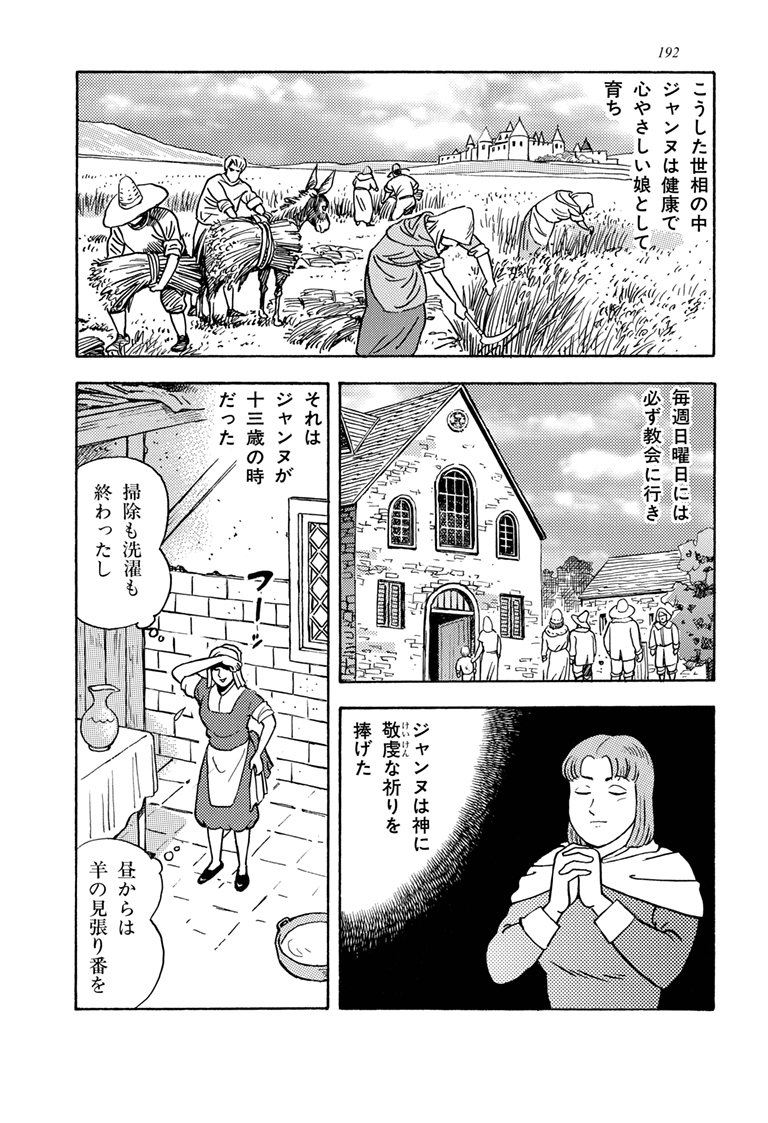 192
こうした世相の中
ジャンヌは健康で
心やさしい娘として
育ち
毎週日曜日には
必ず教会に行き
ジャンヌは神に
敬虔な祈りを
けいけん
捧げた
それは
ジャンヌが
十三歳の時
だった
フーッ
掃除も洗濯も
終わったし
昼からは
羊の見張り番を